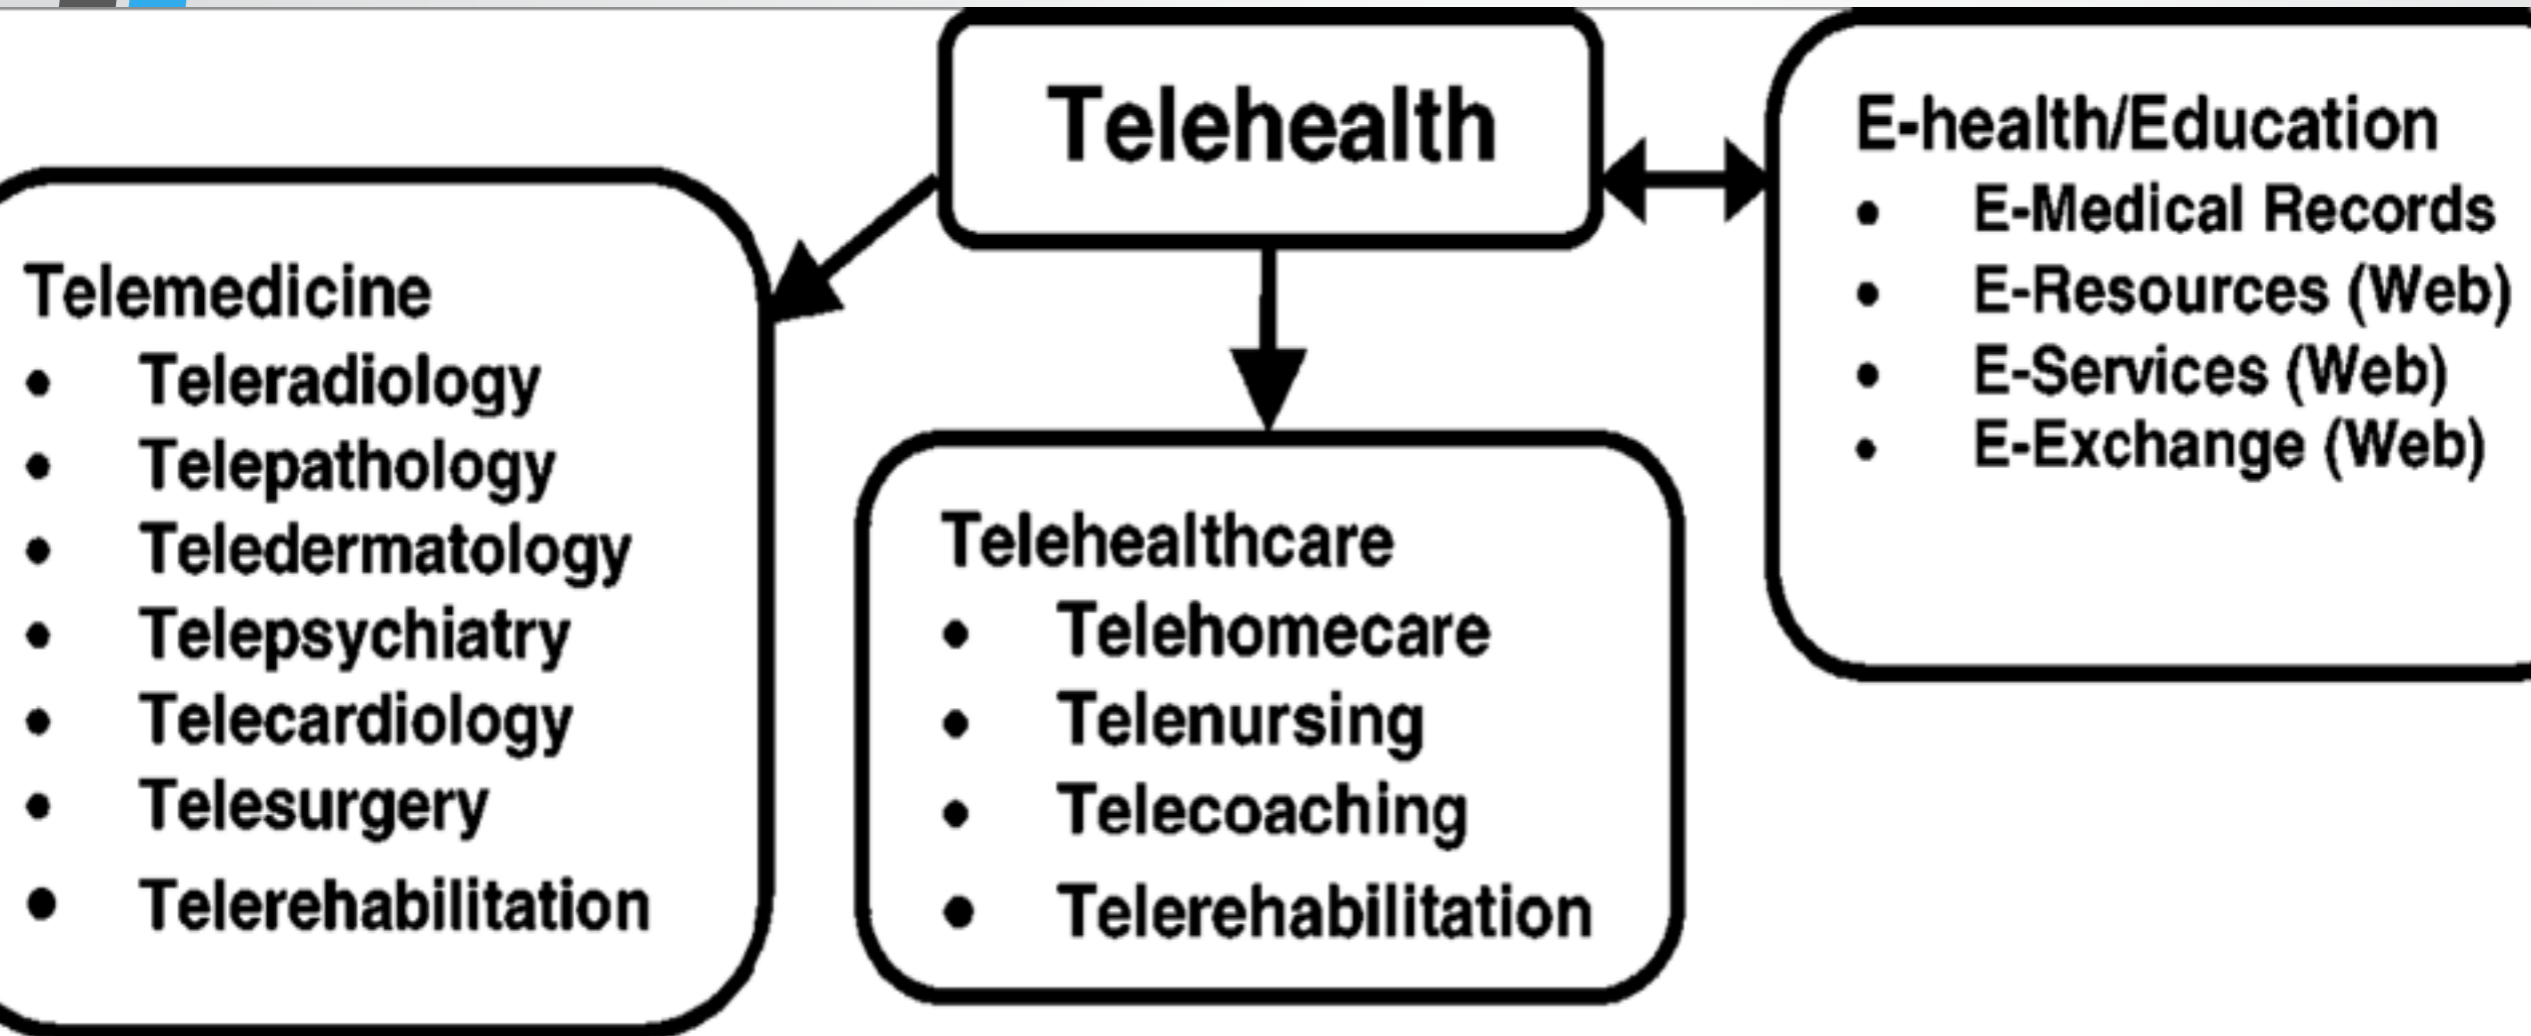 Telehealth
Telemedicine
• Teleradiology
• Telepathology
• Teledermatology
• Telepsychiatry
• Telecardiology
• Telesurgery
• Telerehabilitation
Telehealthcare
• Telehomecare
• Telenursing
• Telecoaching
• Telerehabilitation
E-health/Education
• E-Medical Records
• E-Resources (Web)
• E-Services (Web)
• E-Exchange (Web)